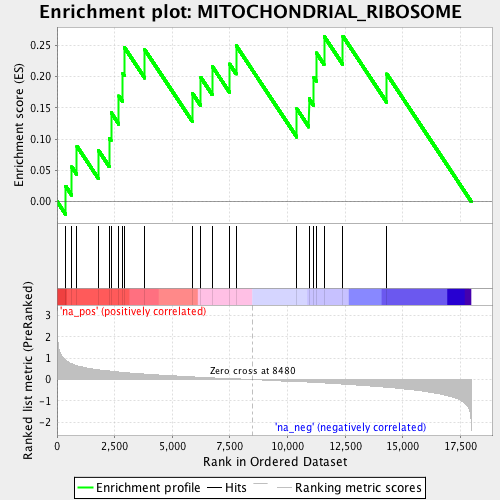 Enrichment plot: MITOCHONDRIAL_RIBOSOME
Enrichment score (ES)
0.25
0.20
0.15
0.10
0.05
0.00
'na_pos' (positively correlated)
Ranked list metric (PreRanked)
3
2
1
0
-1
-2
Zero cross at 8480
'na_neg' (negatively correlated)
0 2,500 5,000 7,500 10,000 12,500 15,000 17,500
Rank in Ordered Dataset
Enrichment profile Hits Ranking metric scores